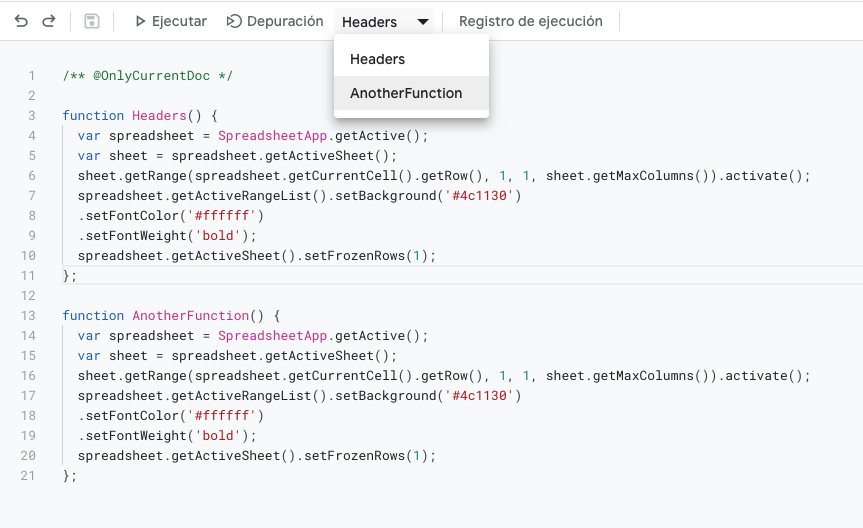 Ejecutar Depuración Headers Registro de ejecución
Headers
AnotherFunction
1 /** @OnlyCurrentDoc */
2
3 function Headers() {
4 var spreadsheet = SpreadsheetApp.getActive();
5 var sheet = spreadsheet.getActiveSheet();
6 sheet.getRange(spreadsheet.getCurrentCell().getRow(), 1, 1, sheet.getMaxColumns()).activate();
7 spreadsheet.getActiveRangeList().setBackground('#4c1130')
8 .setFontColor('#ffffff')
9 .setFontWeight('bold');
10 spreadsheet.getActiveSheet().setFrozenRows(1);
11 };
12
13 function AnotherFunction() {
14 var spreadsheet = SpreadsheetApp.getActive();
15 var sheet = spreadsheet.getActiveSheet();
16 sheet.getRange(spreadsheet.getCurrentCell().getRow(), 1, 1, sheet.getMaxColumns()).activate();
17 spreadsheet.getActiveRangeList().setBackground('#4c1130')
18 .setFontColor('#ffffff')
19 .setFontWeight('bold');
20 spreadsheet.getActiveSheet().setFrozenRows(1);
21 };